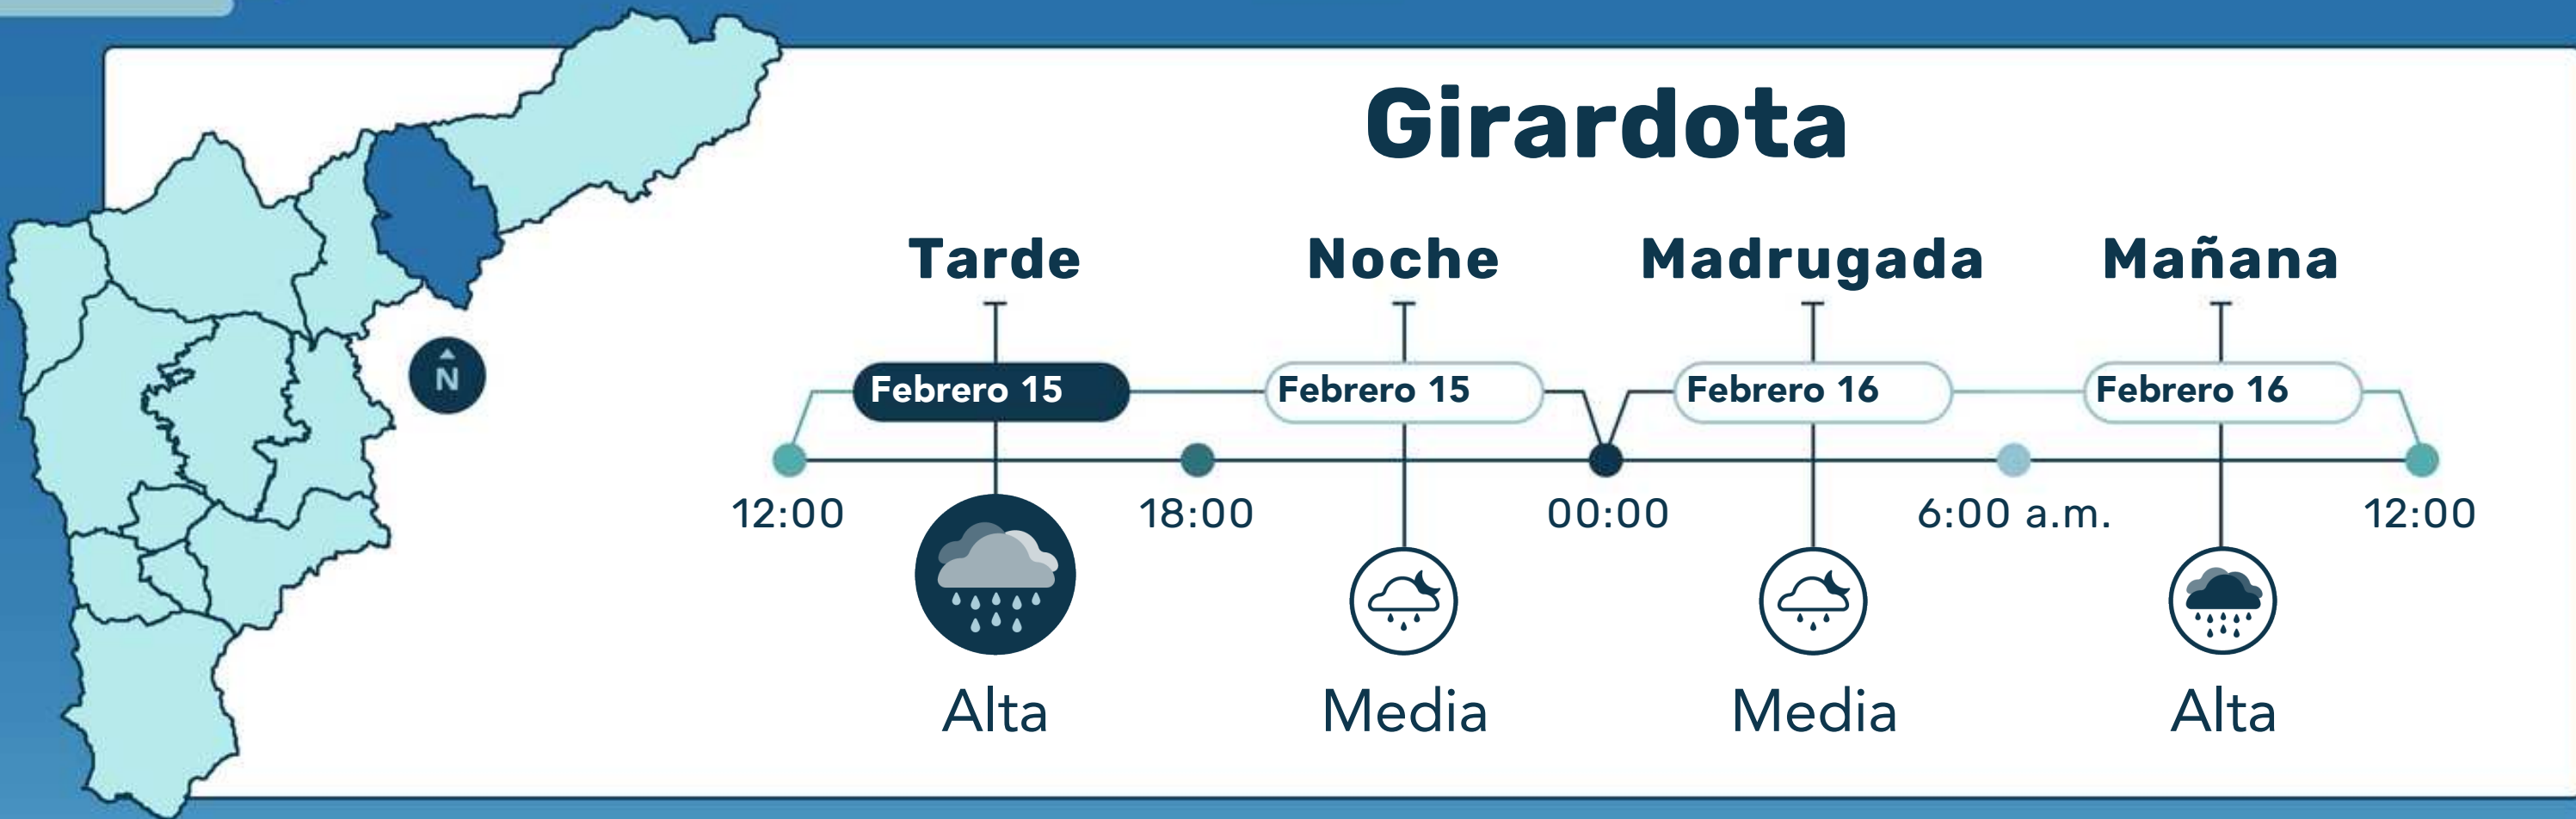 Girardota
Tarde Noche Madrugada Mañana
Febrero 15 Febrero 15 Febrero 16 Febrero 16
N
12:00 18:00 00:00 6:00 a.m. 12:00
Alta Media Media Alta